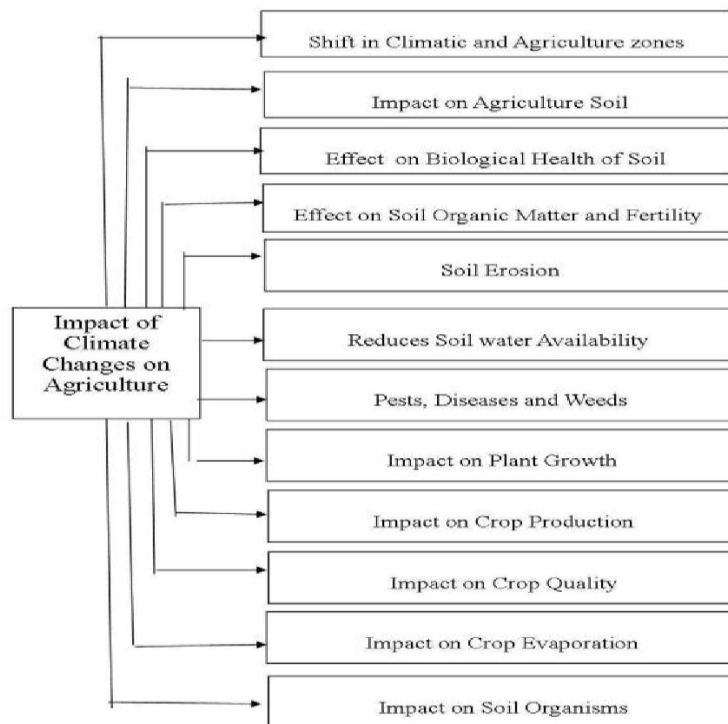 Shift in Climatic and Agriculture zones
Impact on Agriculture Soil
Effect on Biological Health of Soil
Effect on Soil Organic Matter and Fertility
Soil Erosion
Impact of
Climate
Changes on
Agriculture
Reduces Soil water Availability
Pests, Diseases and Weeds
Impact on Plant Growth
Impact on Crop Production
Impact on Crop Quality
Impact on Crop Evaporation
Impact on Soil Organisms